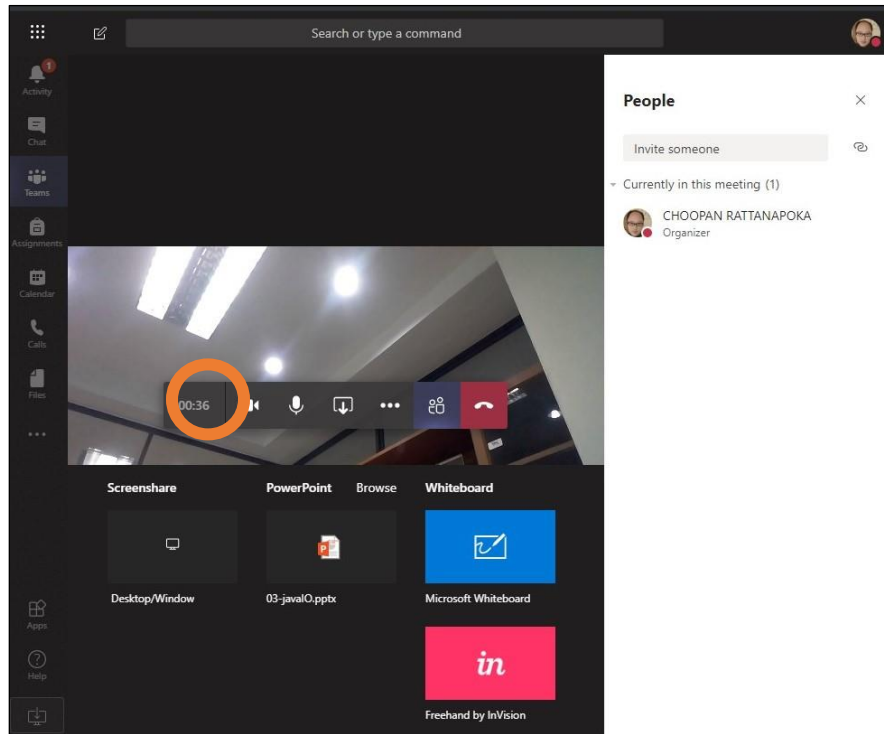 Search or type a command
1
Activity
Chat
Teams
Assignments
Calendar
Calls
Files
Apps
Help
00:36
Screenshare
PowerPoint Browse Whiteboard
Desktop/Window
03-javaIO.pptx
Microsoft Whiteboard
in
Freehand by InVision
People
Invite someone
Currently in this meeting (1)
CHOOPAN RATTANAPOKA
Organizer